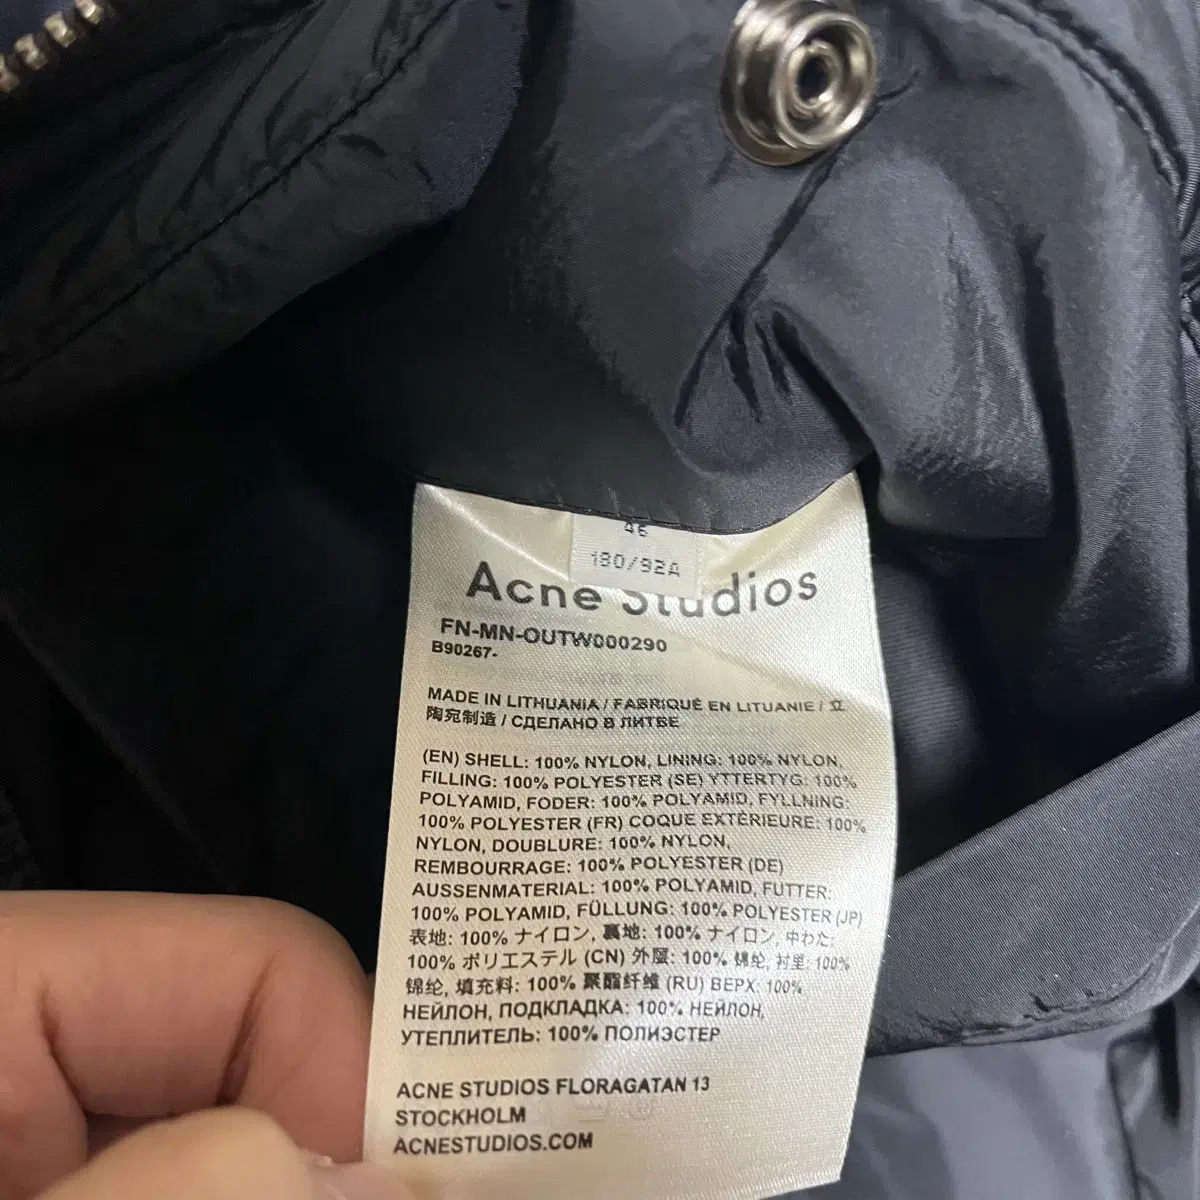 46
180/92A
Acne Studios
FN-MN-OUTW000290
B90267-
MADE IN LITHUANIA / FABRIQUÉ EN LITUANIE / 立
陶宛制造 / СДЕЛАНО В ЛИТВЕ
(EN) SHELL: 100% NYLON, LINING: 100% NYLON,
FILLING: 100% POLYESTER (SE) YTTERTYG: 100%
POLYAMID, FODER: 100% POLYAMID, FYLLNING:
100% POLYESTER (FR) COQUE EXTÉRIEURE: 100%
NYLON, DOUBLURE: 100% NYLON,
REMBOURRAGE: 100% POLYESTER (DE)
AUSSENMATERIAL: 100% POLYAMID, FUTTER:
100% POLYAMID, FÜLLUNG: 100% POLYESTER (JP)
表地: 100% ナイロン, 裏地: 100% ナイロン, 中わた:
100% ポリエステル (CN) 外层: 100% 锦纶, 衬里: 100%
锦纶, 填充料: 100% 聚酯纤维 (RU) ВЕРХ: 100%
НЕЙЛОН, ПОДКЛАДКА: 100% НЕЙЛОН,
УТЕПЛИТЕЛЬ: 100% ПОЛИЭСТЕР
ACNE STUDIOS FLORAGATAN 13
STOCKHOLM
ACNESTUDIOS.COM